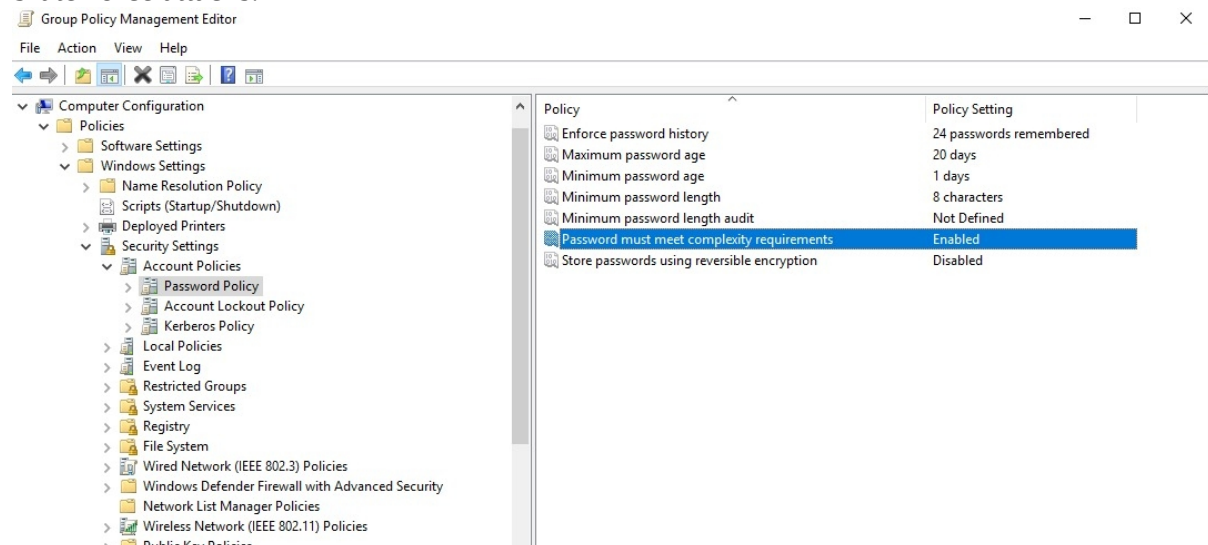 Group Policy Management Editor
File Action View Help
Computer Configuration
Policies
Software Settings
Windows Settings
Name Resolution Policy
Scripts (Startup/Shutdown)
Deployed Printers
Security Settings
Account Policies
Password Policy
Account Lockout Policy
Kerberos Policy
Local Policies
Event Log
Restricted Groups
System Services
Registry
File System
Wired Network (IEEE 802.3) Policies
Windows Defender Firewall with Advanced Security
Network List Manager Policies
Wireless Network (IEEE 802.11) Policies
Policy Policy Setting
Enforce password history 24 passwords remembered
Maximum password age 20 days
Minimum password age 1 days
Minimum password length 8 characters
Minimum password length audit Not Defined
Password must meet complexity requirements Enabled
Store passwords using reversible encryption Disabled